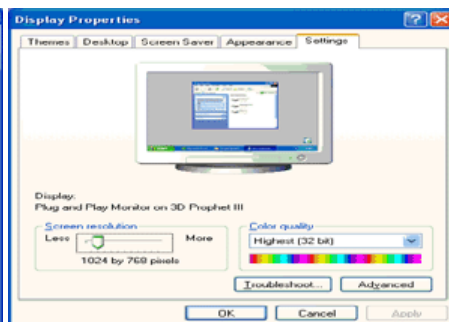 Display Properties
Themes Desktop Screen Saver Appearance Settings
Display:
Plug and Play Monitor on 3D Prophet III
Screen resolution
Less More
1024 by 768 pixels
Color quality
Highest (32 bit)
Troubleshoot... Advanced
OK Cancel Apply